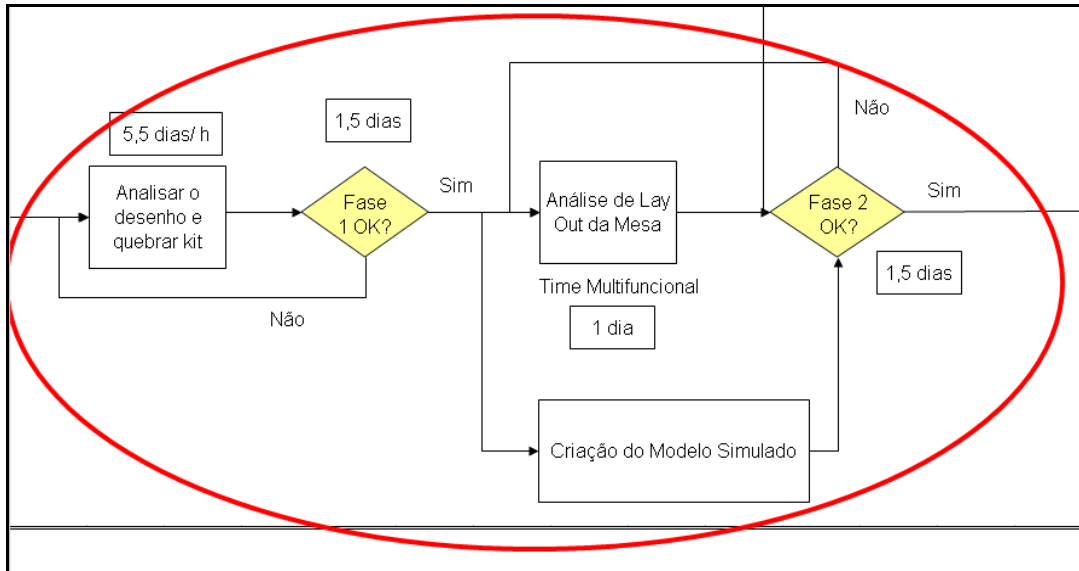 5,5 dias/ h
Analisar o
desenho e
quebrar kit
1,5 dias
Fase
1 OK?
Sim
Não
Análise de Lay
Out da Mesa
Time Multifuncional
1 dia
Criação do Modelo Simulado
Não
Fase 2
OK?
Sim
1,5 dias